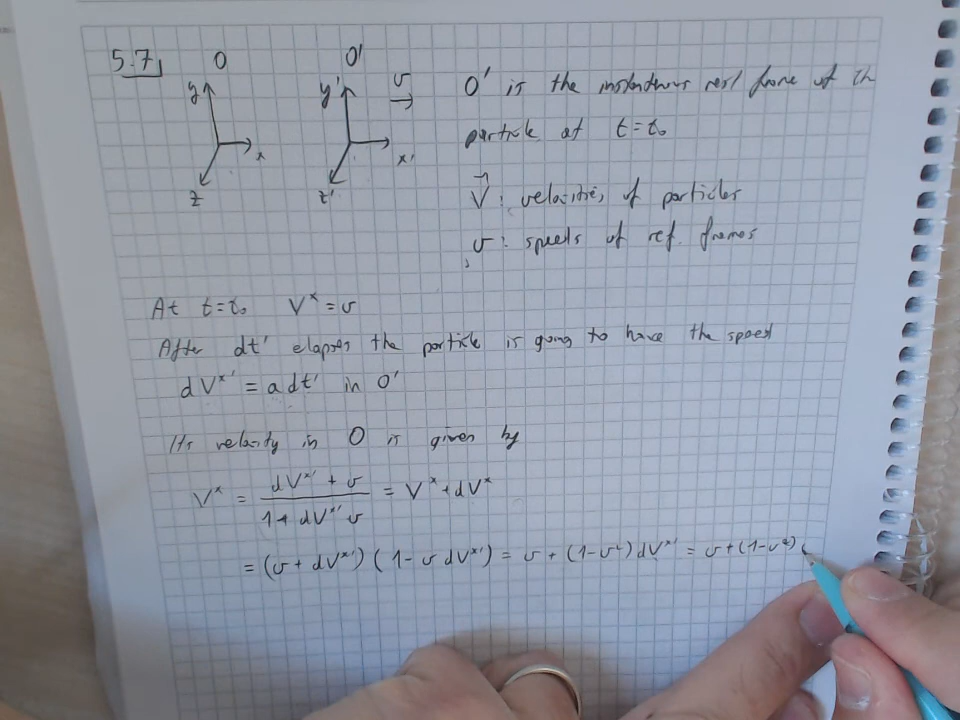 5.7)
O O'
y y' v O' is the instantenous rest frame of th
x x' particle at t=t₀
z z' V⃗: velocities of particles
v: speeds of ref. frames
At t=t₀ Vˣ = v
After dt' elapses the particle is going to have the speed
dVˣ' = a dt' in O'
Its velocity in O is given by
Vˣ = (dVˣ' + v) / (1 + dVˣ' v) = Vˣ + dVˣ
= (v + dVˣ') (1 - v dVˣ') = v + (1 - v²) dVˣ' = v + (1 - v²)